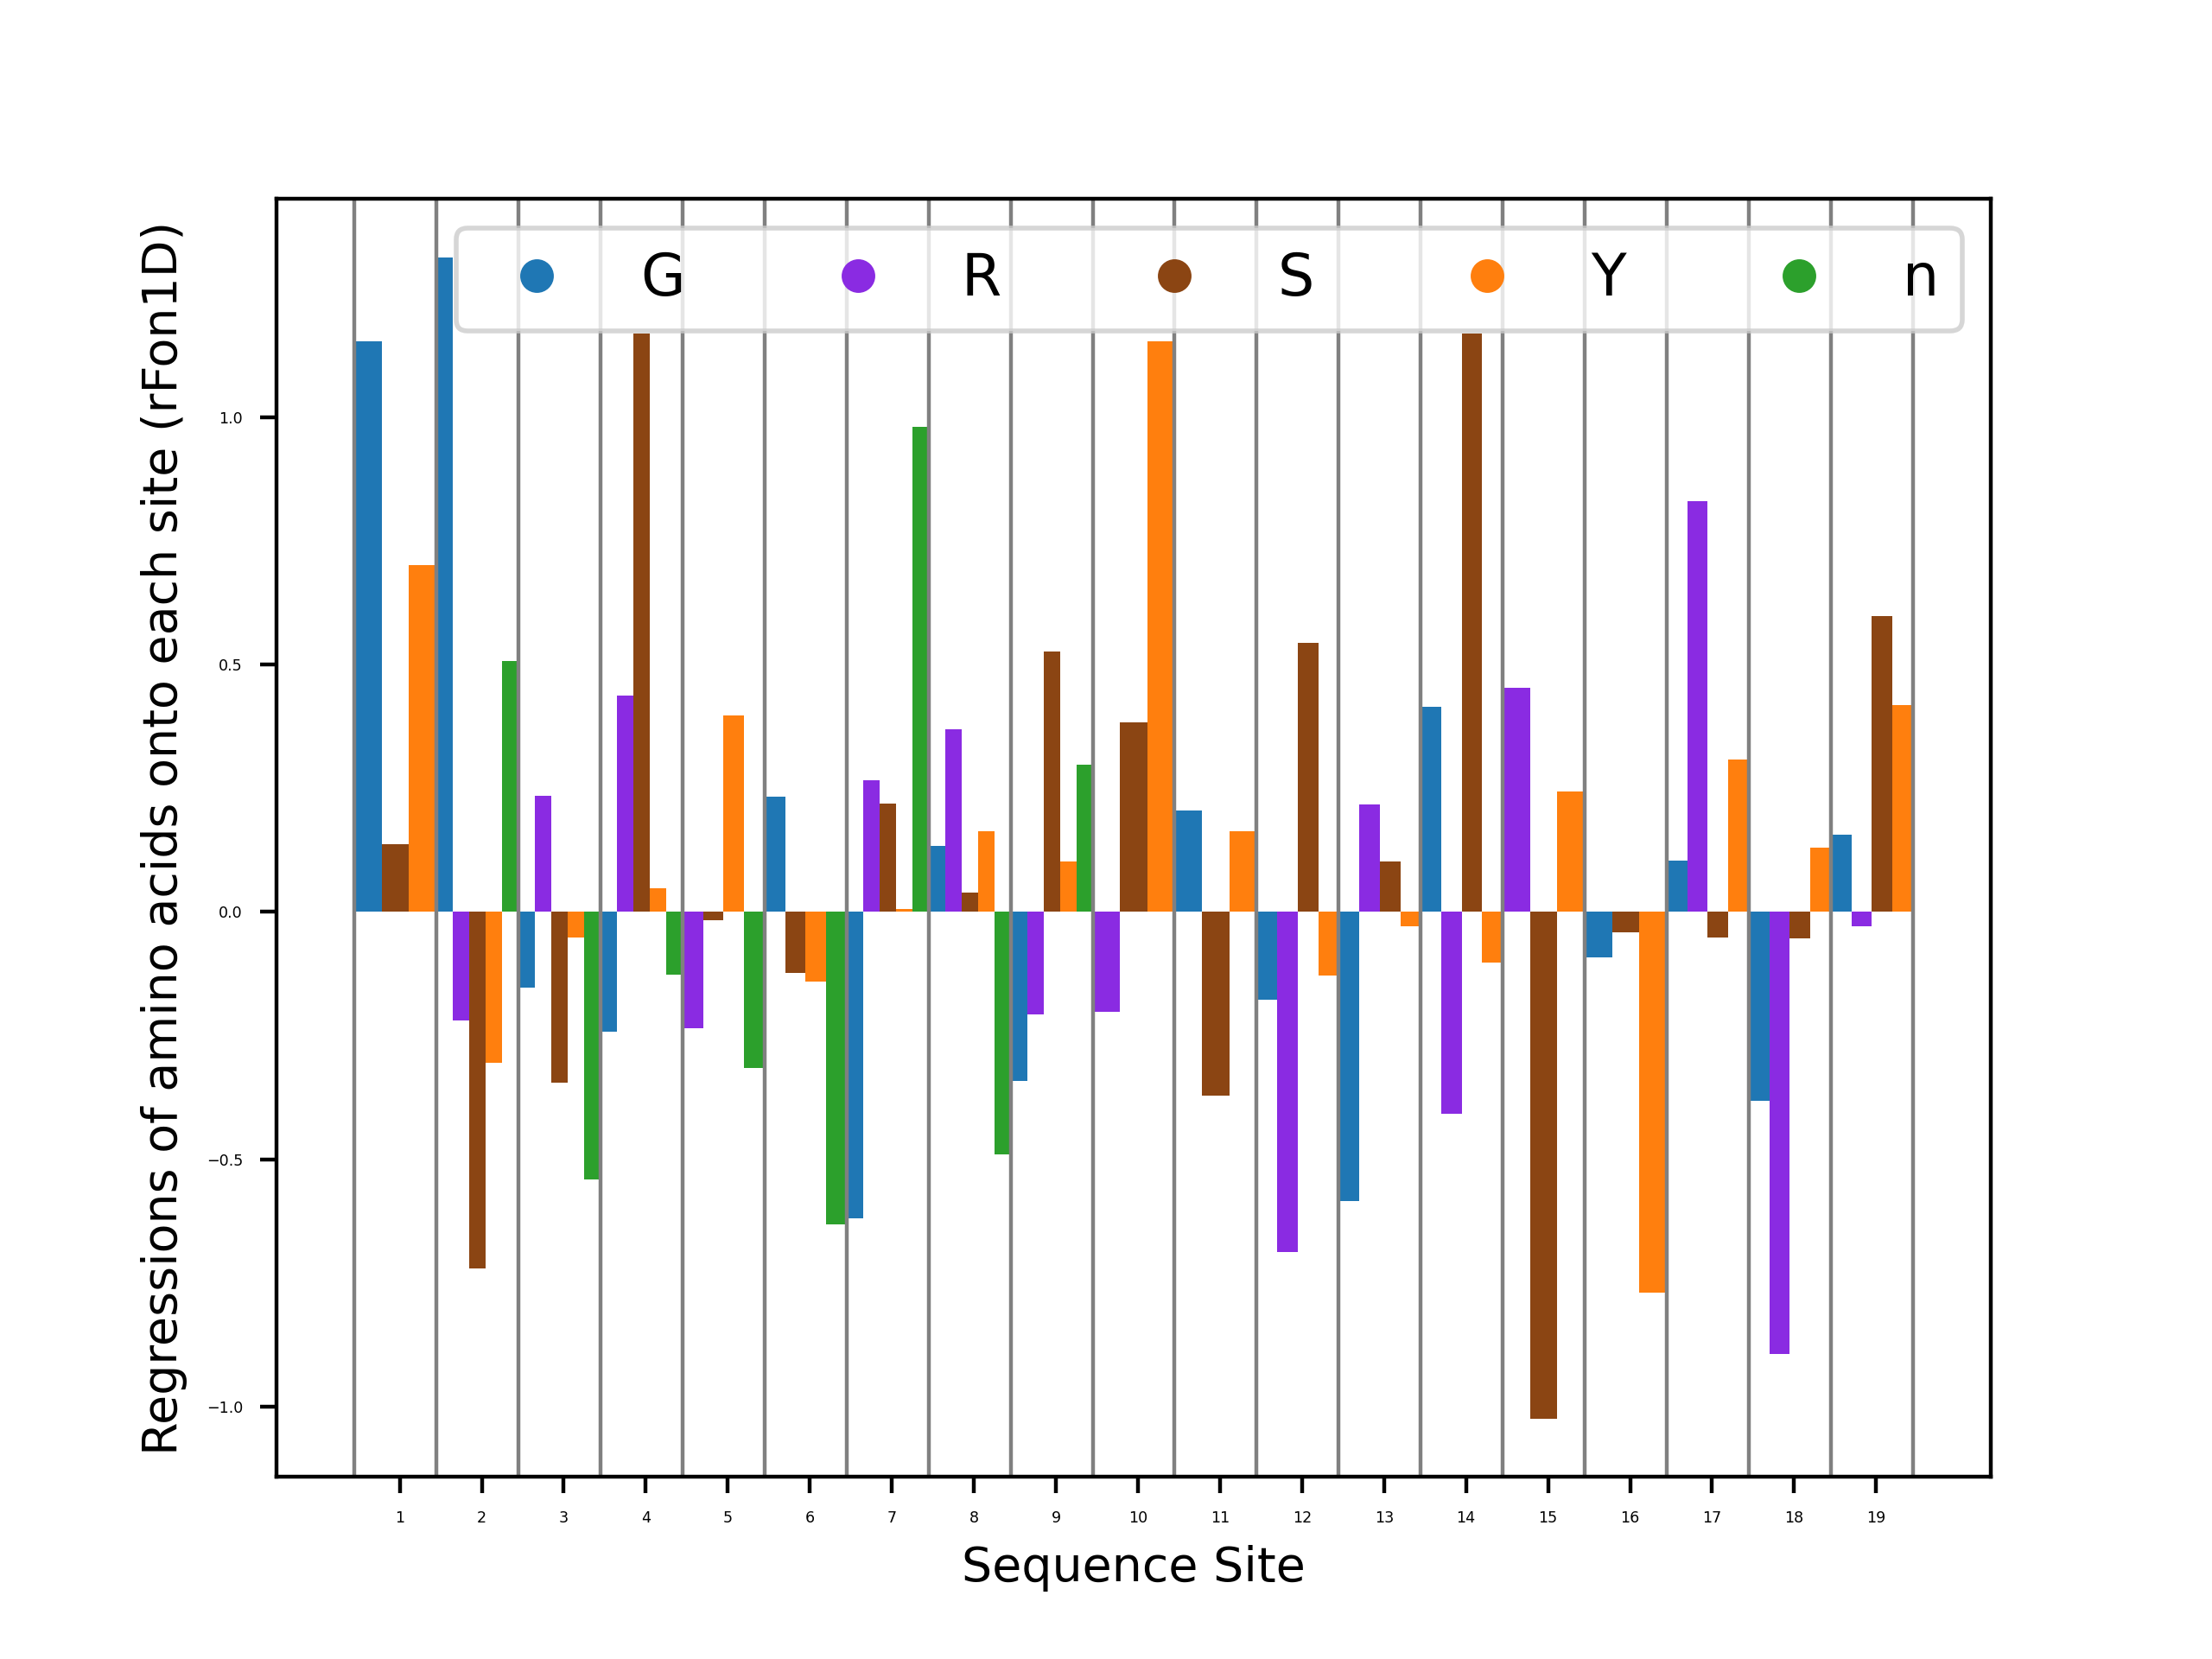 G R S Y n
Regressions of amino acids onto each site (rFon1D)
1.0
0.5
0.0
−0.5
−1.0
1 2 3 4 5 6 7 8 9 10 11 12 13 14 15 16 17 18 19
Sequence Site